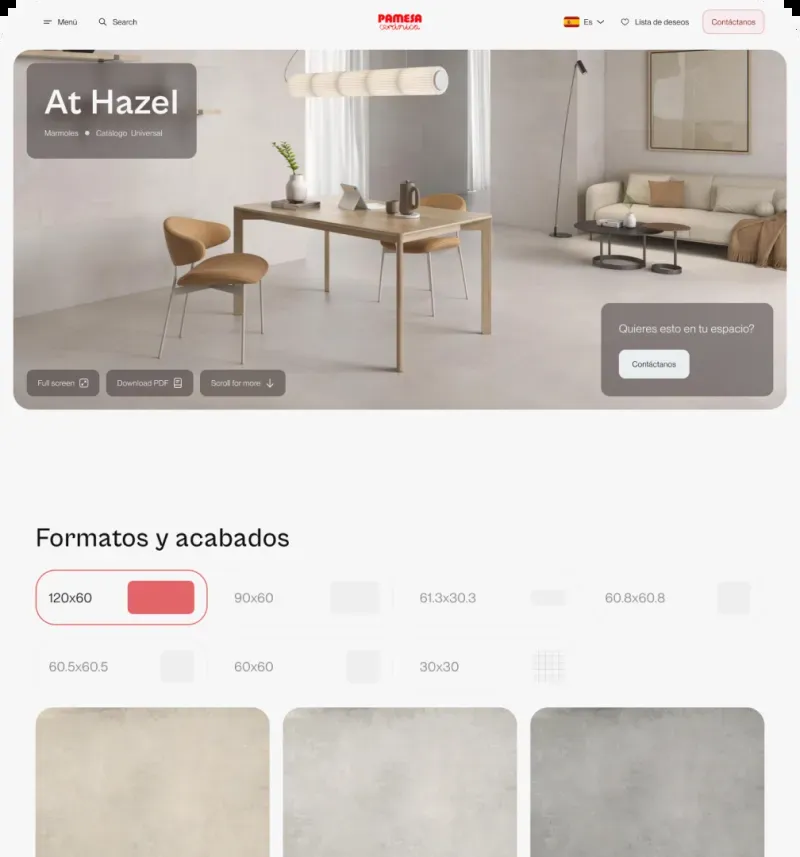 Menú
Search
PAMESA
cerámica
Es
Lista de deseos
Contáctanos
At Hazel
Marmoles • Catálogo Universal
Quieres esto en tu espacio?
Contáctanos
Full screen
Download PDF
Scroll for more
Formatos y acabados
120x60
90x60
61.3x30.3
60.8x60.8
60.5x60.5
60x60
30x30